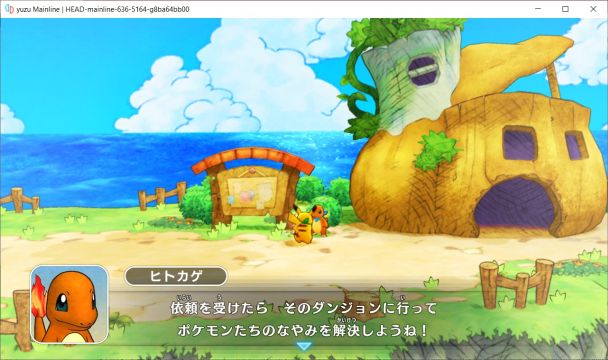 yuzu Mainline | HEAD-mainline-636-5164-g8ba64bb00
ヒトカゲ
依頼を受けたら そのダンジョンに行って
ポケモンたちのなやみを解決しようね！